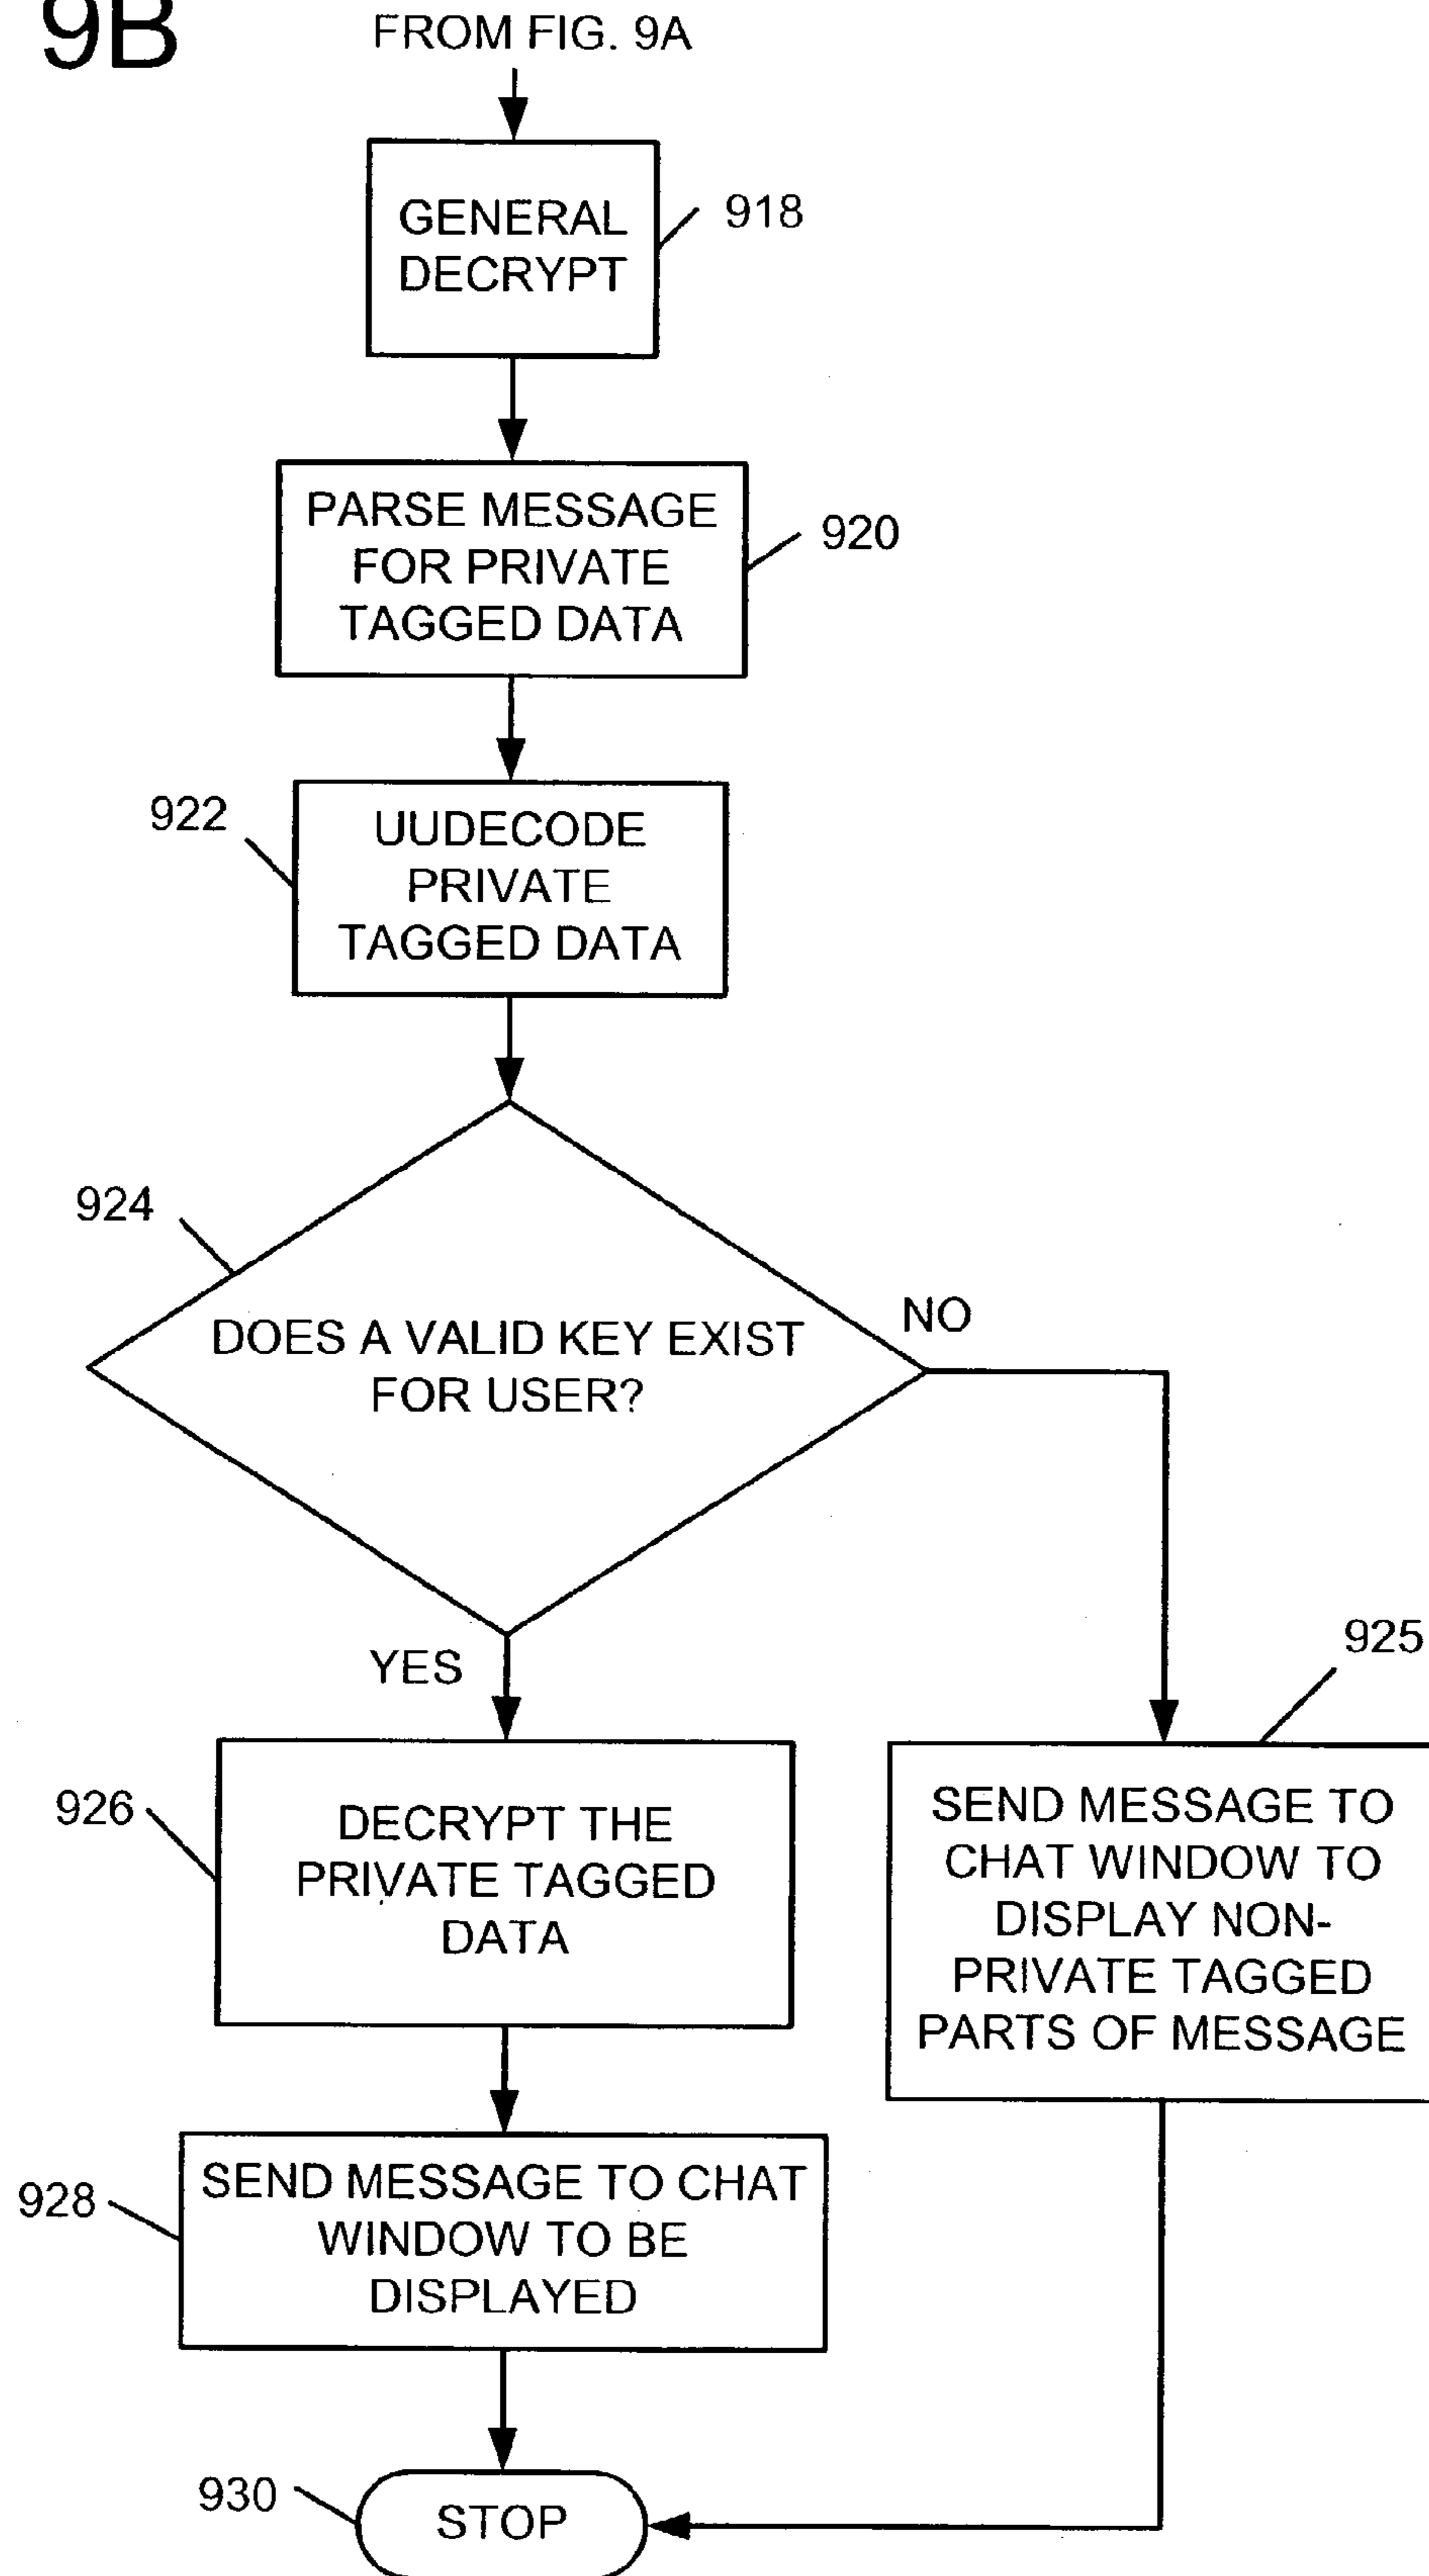 9B
FROM FIG. 9A
GENERAL
DECRYPT
918
PARSE MESSAGE
FOR PRIVATE
TAGGED DATA
920
922
UUDECODE
PRIVATE
TAGGED DATA
924
DOES A VALID KEY EXIST
FOR USER?
NO
YES
925
926
DECRYPT THE
PRIVATE TAGGED
DATA
SEND MESSAGE TO
CHAT WINDOW TO
DISPLAY NON-
PRIVATE TAGGED
PARTS OF MESSAGE
928
SEND MESSAGE TO CHAT
WINDOW TO BE
DISPLAYED
930
STOP